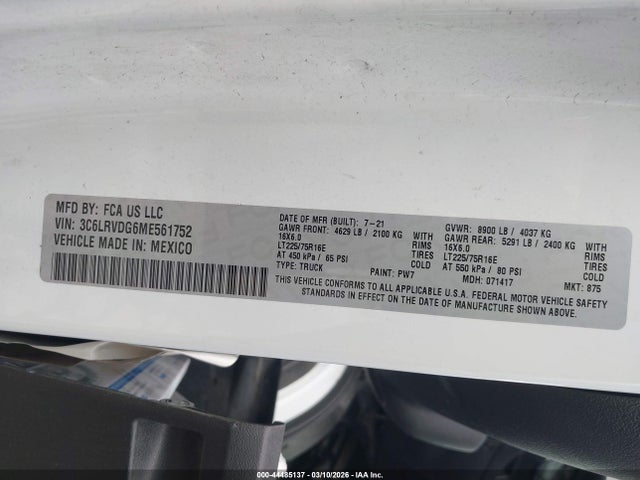 MFD BY: FCA US LLC
VIN: 3C6LRVDG6ME561752
VEHICLE MADE IN: MEXICO
DATE OF MFR (BUILT): 7-21
GAWR FRONT: 4629 LB / 2100 KG WITH
16X6.0 RIMS
LT225/75R16E TIRES
AT 450 kPa / 65 PSI COLD
TYPE: TRUCK PAINT: PW7
GVWR: 8900 LB / 4037 KG
GAWR REAR: 5291 LB / 2400 KG WITH
16X6.0 RIMS
LT225/75R16E TIRES
AT 550 kPa / 80 PSI COLD
MDH: 071417 MKT: 875
THIS VEHICLE CONFORMS TO ALL APPLICABLE U.S.A. FEDERAL MOTOR VEHICLE SAFETY
STANDARDS IN EFFECT ON THE DATE OF MANUFACTURE SHOWN ABOVE.
000-44485137 - 03/10/2026 - IAA Inc.